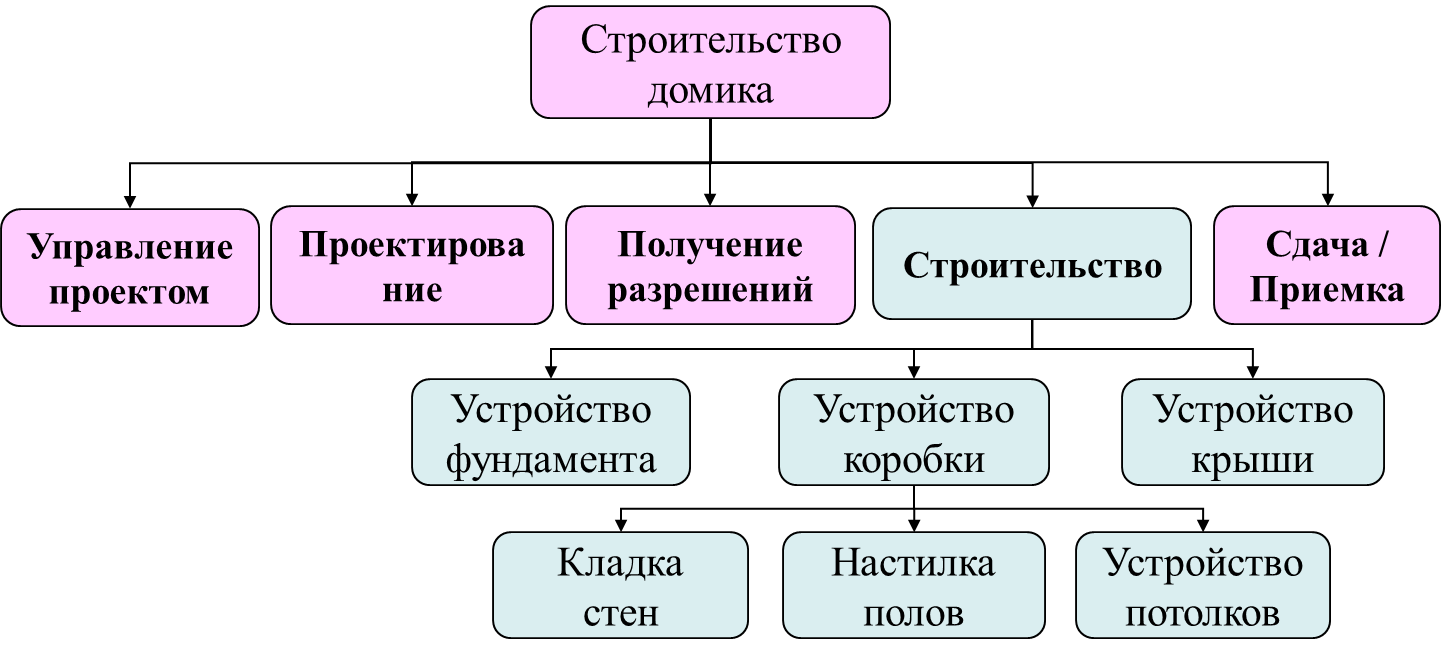 Строительство
домика
Управление
проектом
Проектирова
ние
Получение
разрешений
Строительство
Сдача /
Приемка
Устройство
фундамента
Устройство
коробки
Устройство
крыши
Кладка
стен
Настилка
полов
Устройство
потолков